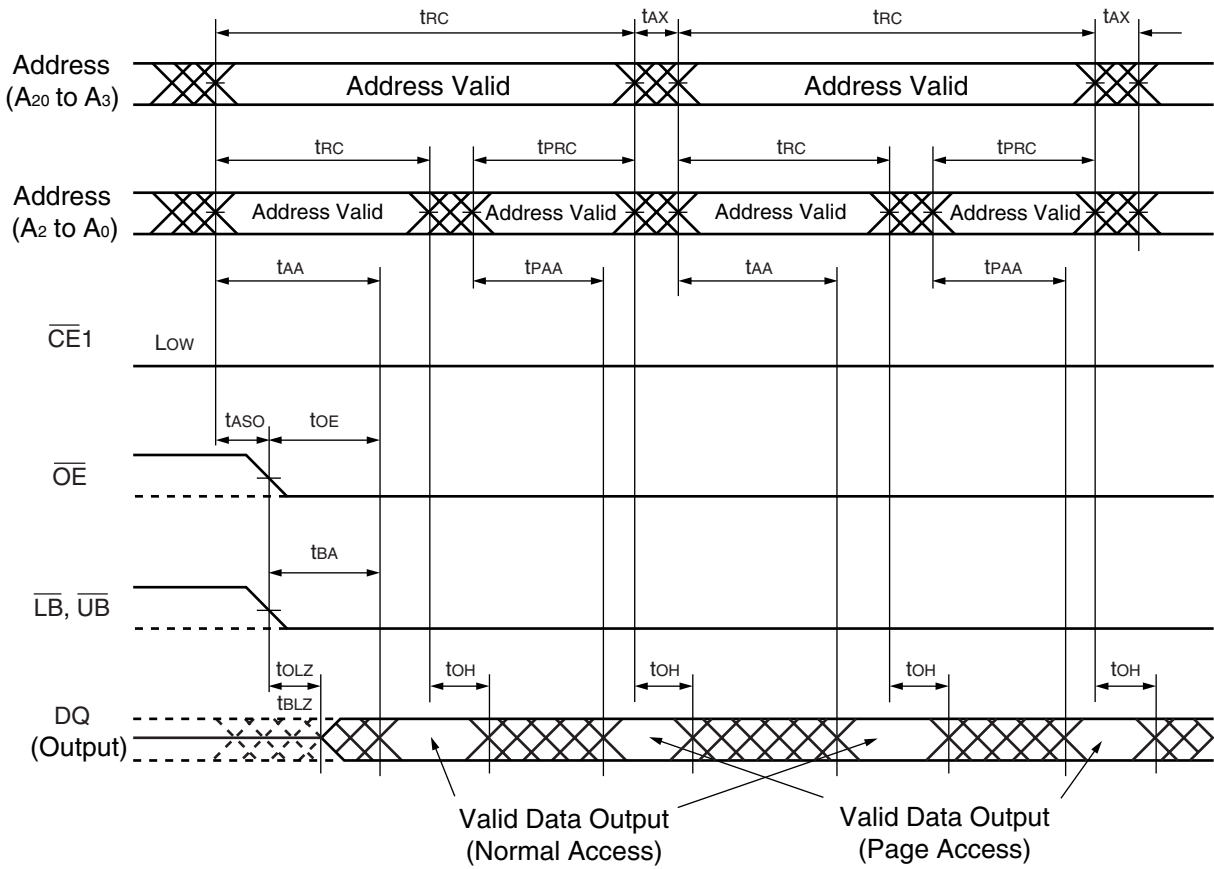 tRC tAX tRC tAX
Address
(A20 to A3)
Address Valid Address Valid
tRC tPRC tRC tPRC
Address
(A2 to A0)
Address Valid Address Valid Address Valid Address Valid
tAA tPAA tAA tPAA
CE1
LOW
tASO tOE
OE
tBA
LB, UB
tOLZ tOH tOH tOH tOH
tBLZ
DQ
(Output)
Valid Data Output
(Normal Access)
Valid Data Output
(Page Access)